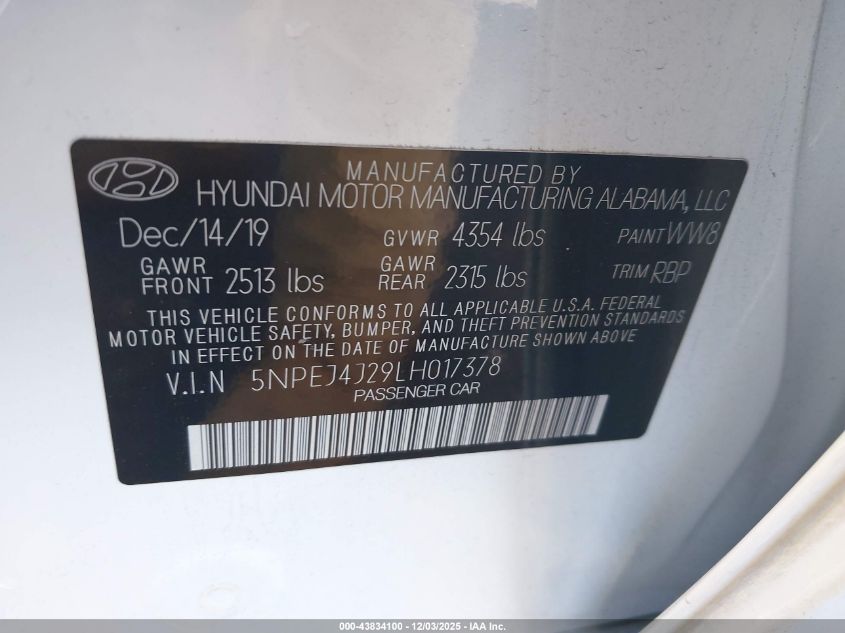 MANUFACTURED BY
HYUNDAI MOTOR MANUFACTURING ALABAMA, LLC
Dec/14/19 GVWR 4354 lbs PAINT WW8
GAWR FRONT 2513 lbs GAWR REAR 2315 lbs TRIM RBP
THIS VEHICLE CONFORMS TO ALL APPLICABLE U.S.A. FEDERAL
MOTOR VEHICLE SAFETY, BUMPER, AND THEFT PREVENTION STANDARDS
IN EFFECT ON THE DATE OF MANUFACTURE SHOWN ABOVE
V.I.N 5NPEJ4J29LH017378
PASSENGER CAR
000-43834100 - 12/03/2025 - IAA Inc.